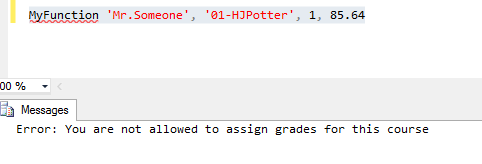 MyFunction 'Mr.Someone', '01-HJPotter', 1, 85.64
00 %
Messages
Error: You are not allowed to assign grades for this course